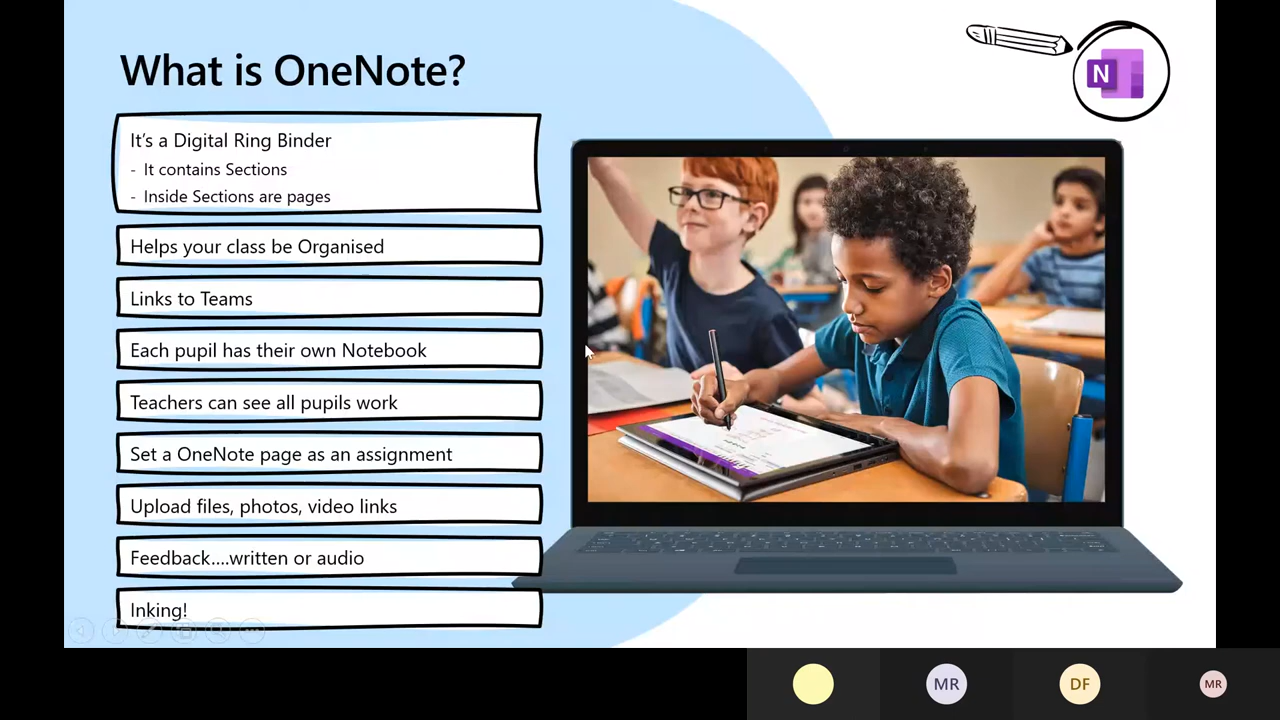 What is OneNote?
N
It's a Digital Ring Binder
- It contains Sections
- Inside Sections are pages
Helps your class be Organised
Links to Teams
Each pupil has their own Notebook
Teachers can see all pupils work
Set a OneNote page as an assignment
Upload files, photos, video links
Feedback....written or audio
Inking!
MR
DF
MR